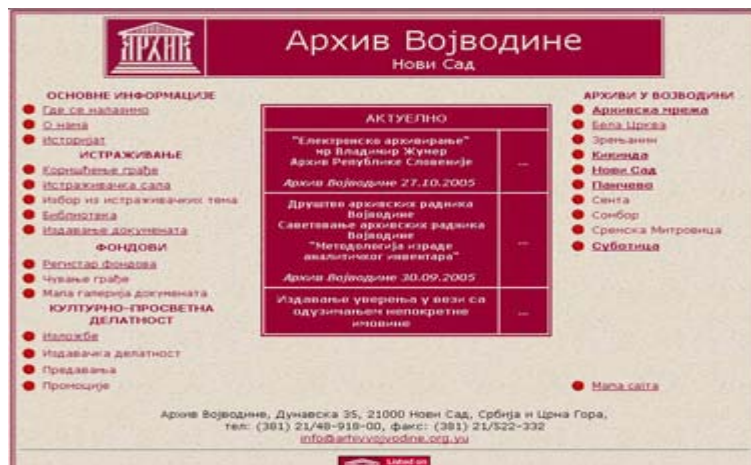 АРХИВ
Архив Војводине
Нови Сад
ОСНОВНЕ ИНФОРМАЦИЈЕ
Где се налазимо
О нама
Историјат
ИСТРАЖИВАЊЕ
Коришћење грађе
Истраживачка сала
Избор из истраживачких тема
Библиотека
Издавање докумената
ФОНДОВИ
Регистар фондова
Чување грађе
Мала галерија докумената
КУЛТУРНО-ПРОСВЕТНА
ДЕЛАТНОСТ
Изложбе
Издавачка делатност
Предавања
Промоције
АКТУЕЛНО
"Електронско архивирање"
мр Владимир Жумер
Архив Републике Словеније
...
Архив Војводине 27.10.2005
Друштво архивских радника
Војводине
Саветовање архивских радника
Војводине
"Методологија израде
аналитичког инвентара"
...
Архив Војводине 30.09.2005
Издавање уверења у вези са
одузимањем непокретне
имовине
...
АРХИВИ У ВОЈВОДИНИ
Архивска мрежа
Бела Црква
Зрењанин
Кикинда
Нови Сад
Панчево
Сента
Сомбор
Сремска Митровица
Суботица
Мапа сајта
Архив Војводине, Дунавска 35, 21000 Нови Сад, Србија и Црна Гора,
тел: (381) 21/48-918-00, факс: (381) 21/522-332
info@arhivvojvodine.org.yu
Listed on